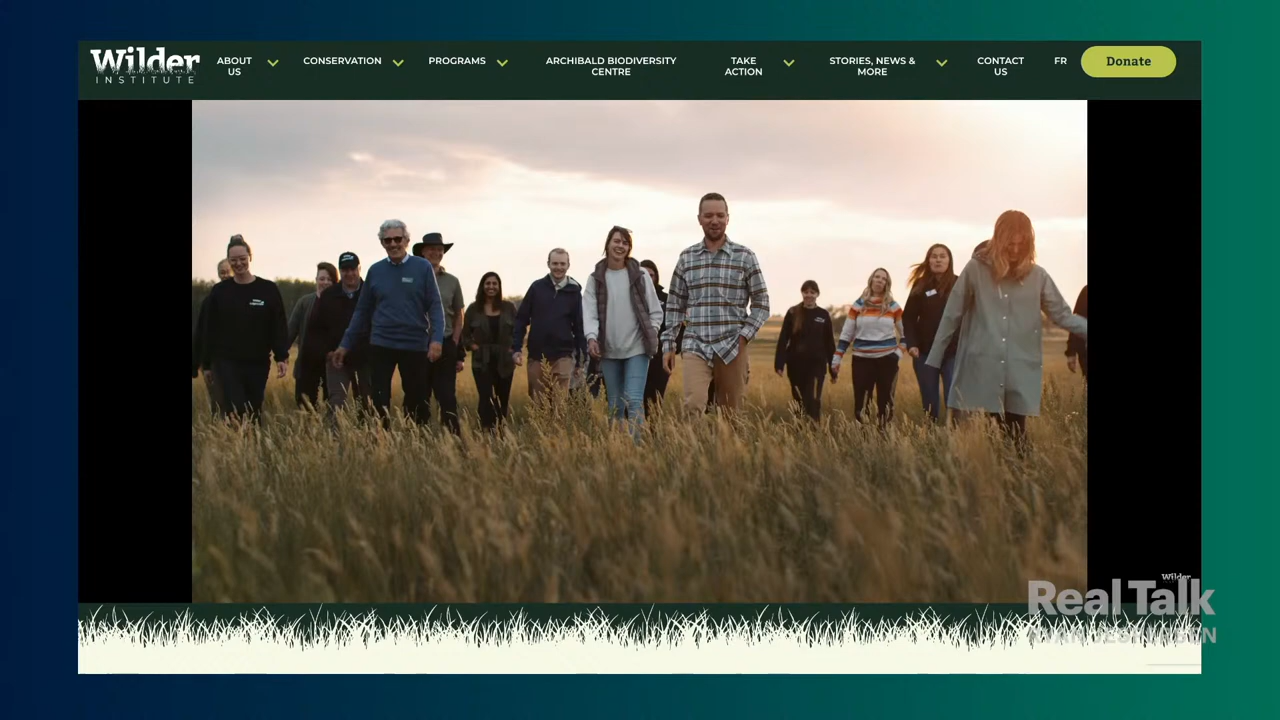 Wilder
INSTITUTE
ABOUT
US
CONSERVATION
PROGRAMS
ARCHIBALD BIODIVERSITY
CENTRE
TAKE
ACTION
STORIES, NEWS &
MORE
CONTACT
US
FR
Donate
Wilder
Real Talk